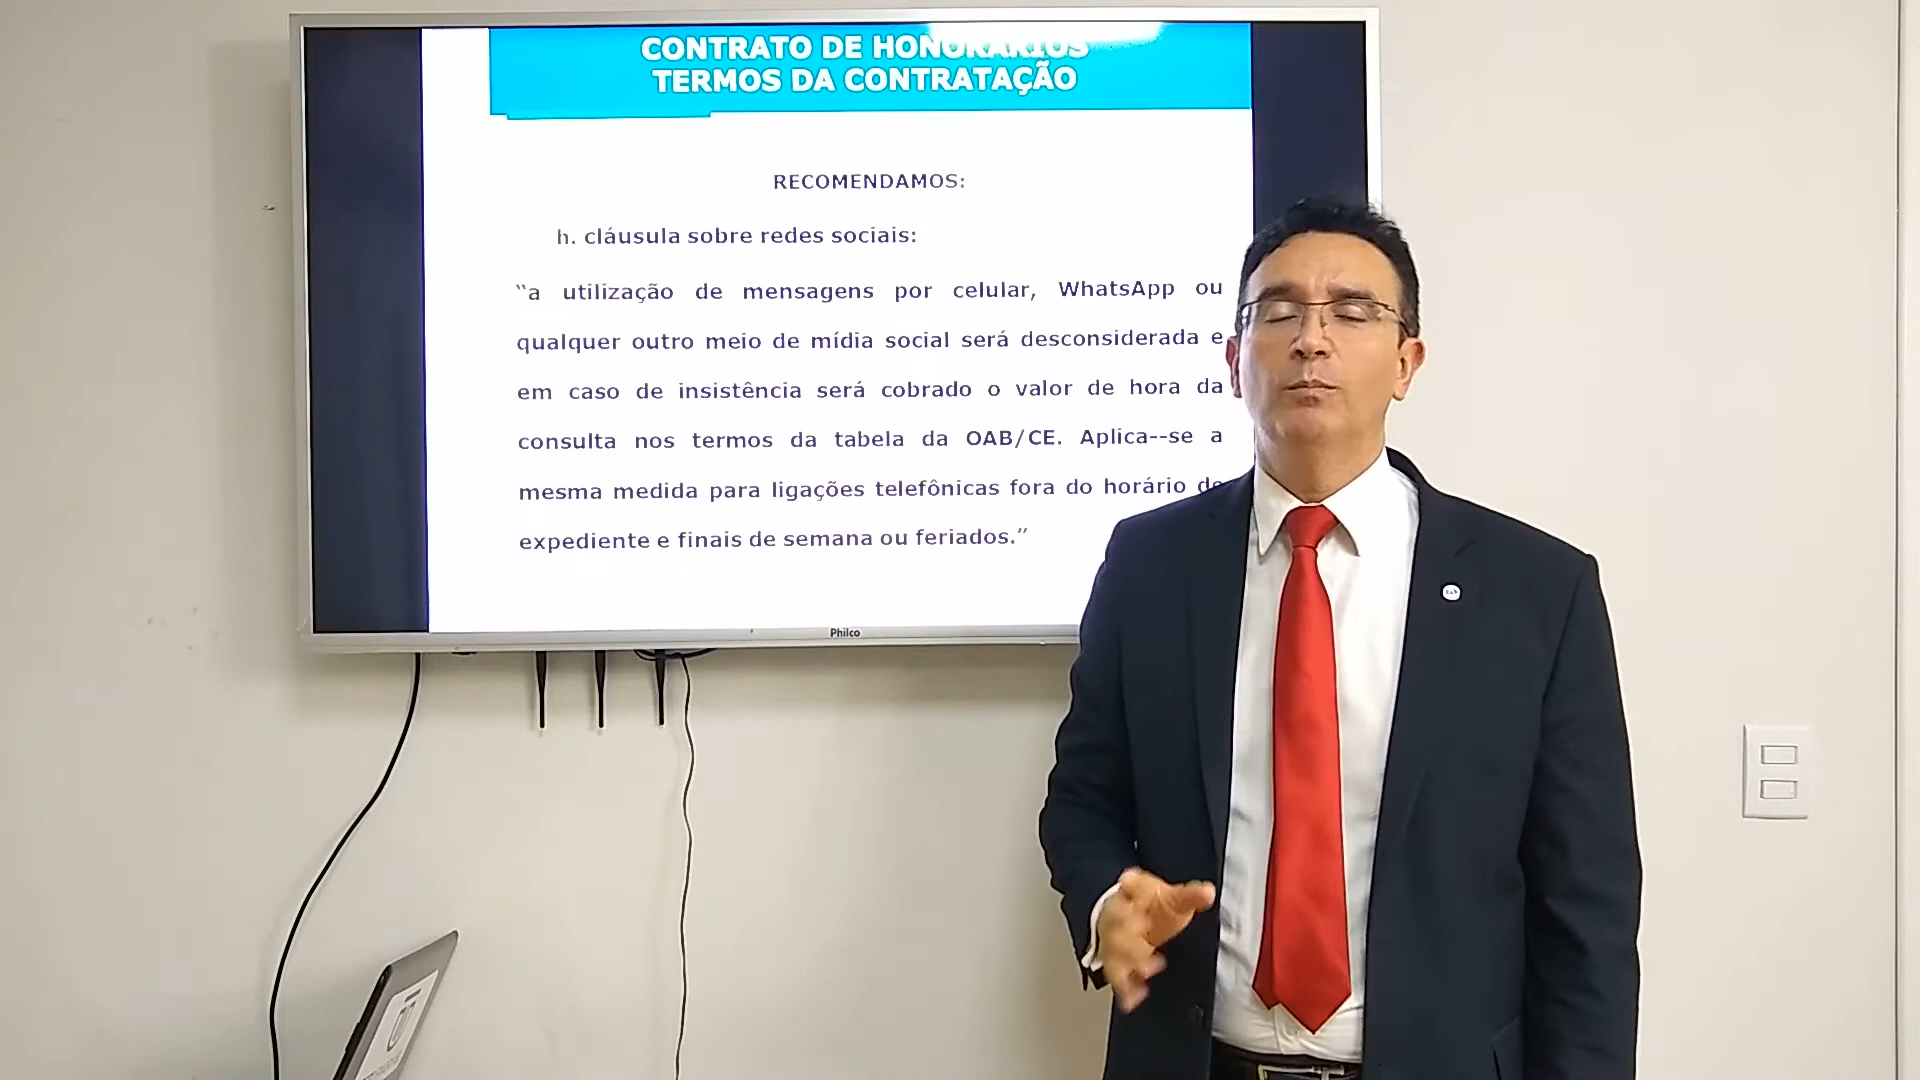 CONTRATO DE HONORÁRIOS
TERMOS DA CONTRATAÇÃO
RECOMENDAMOS:
h. cláusula sobre redes sociais:
“a utilização de mensagens por celular, WhatsApp ou
qualquer outro meio de mídia social será desconsiderada e
em caso de insistência será cobrado o valor de hora da
consulta nos termos da tabela da OAB/CE. Aplica--se a
mesma medida para ligações telefônicas fora do horário de
expediente e finais de semana ou feriados.”
Philco